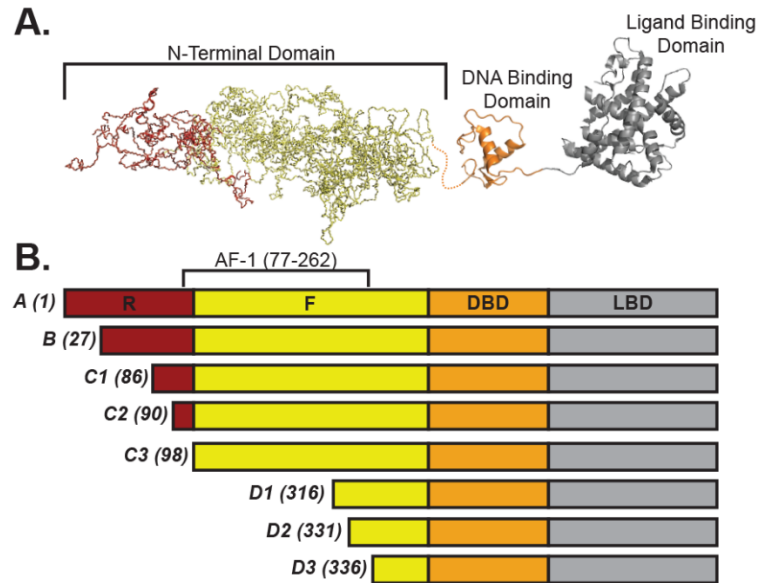 A.
N-Terminal Domain
DNA Binding
Domain
Ligand Binding
Domain
B.
AF-1 (77-262)
A (1)
R
F
DBD
LBD
B (27)
C1 (86)
C2 (90)
C3 (98)
D1 (316)
D2 (331)
D3 (336)